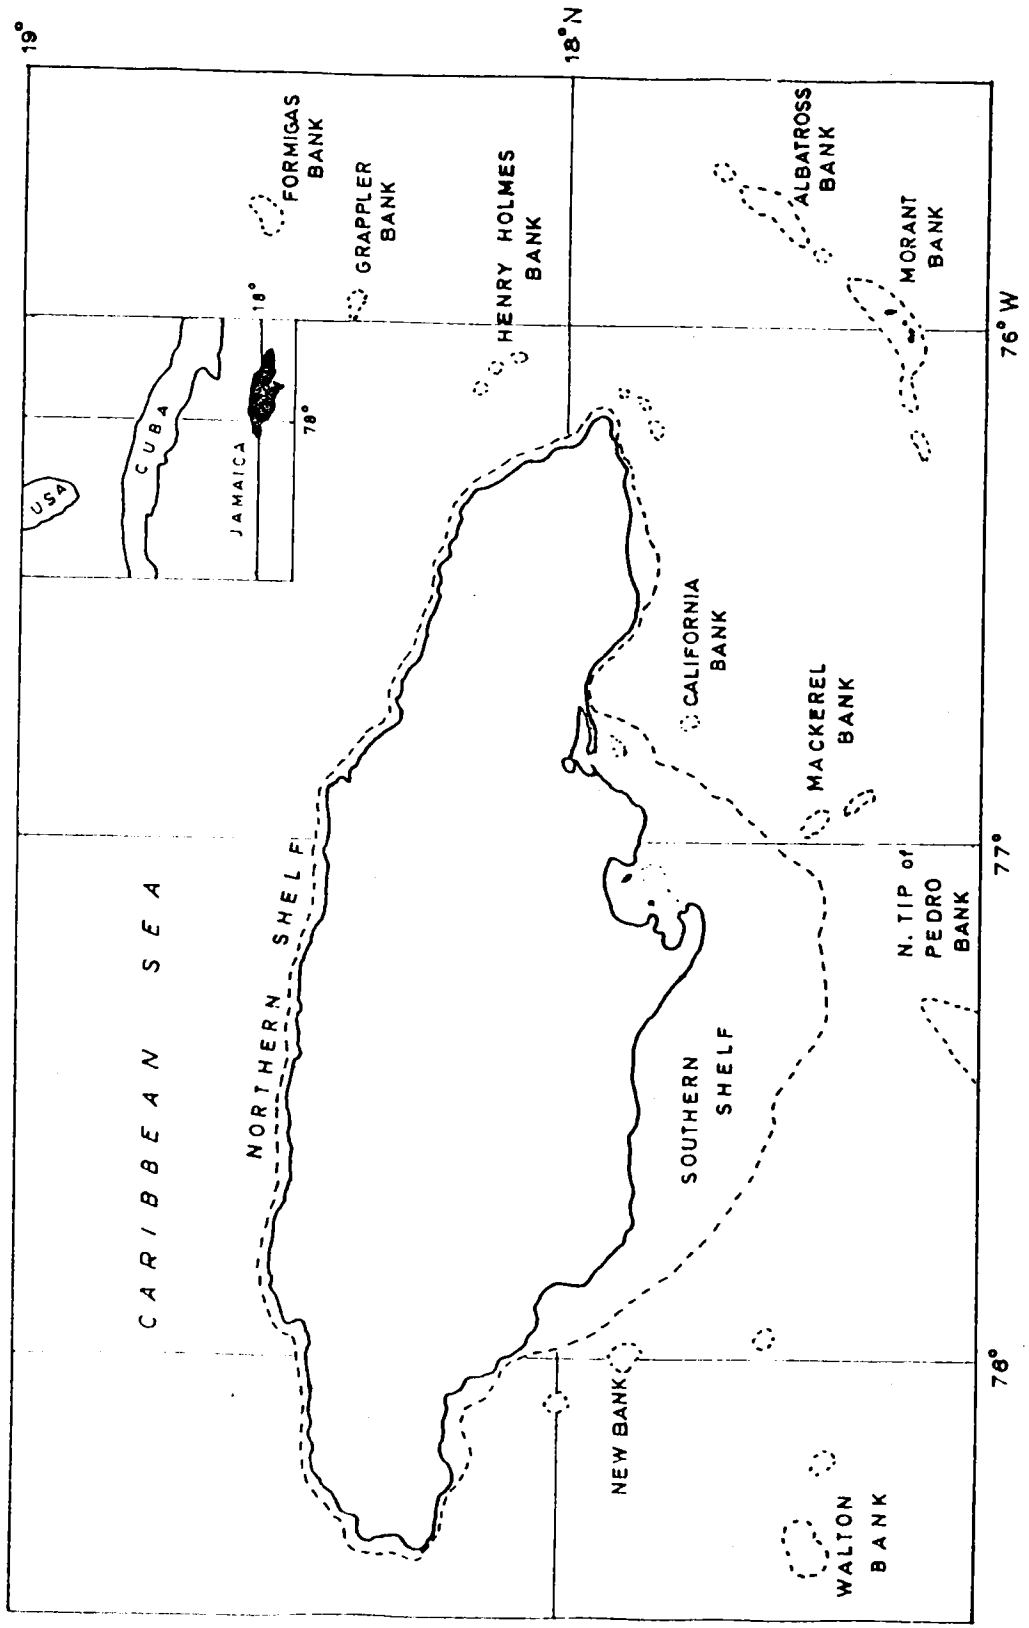 19°
18° N
USA
CUBA
JAMAICA
18°
78°
FORMIGAS
BANK
GRAPPLER
BANK
HENRY HOLMES
BANK
ALBATROSS
BANK
MORANT
BANK
CARIBBEAN SEA
NORTHERN SHELF
SOUTHERN
SHELF
CALIFORNIA
BANK
MACKEREL
BANK
N. TIP of
PEDRO
BANK
NEW BANK
WALTON
BANK
78°
77°
76° W